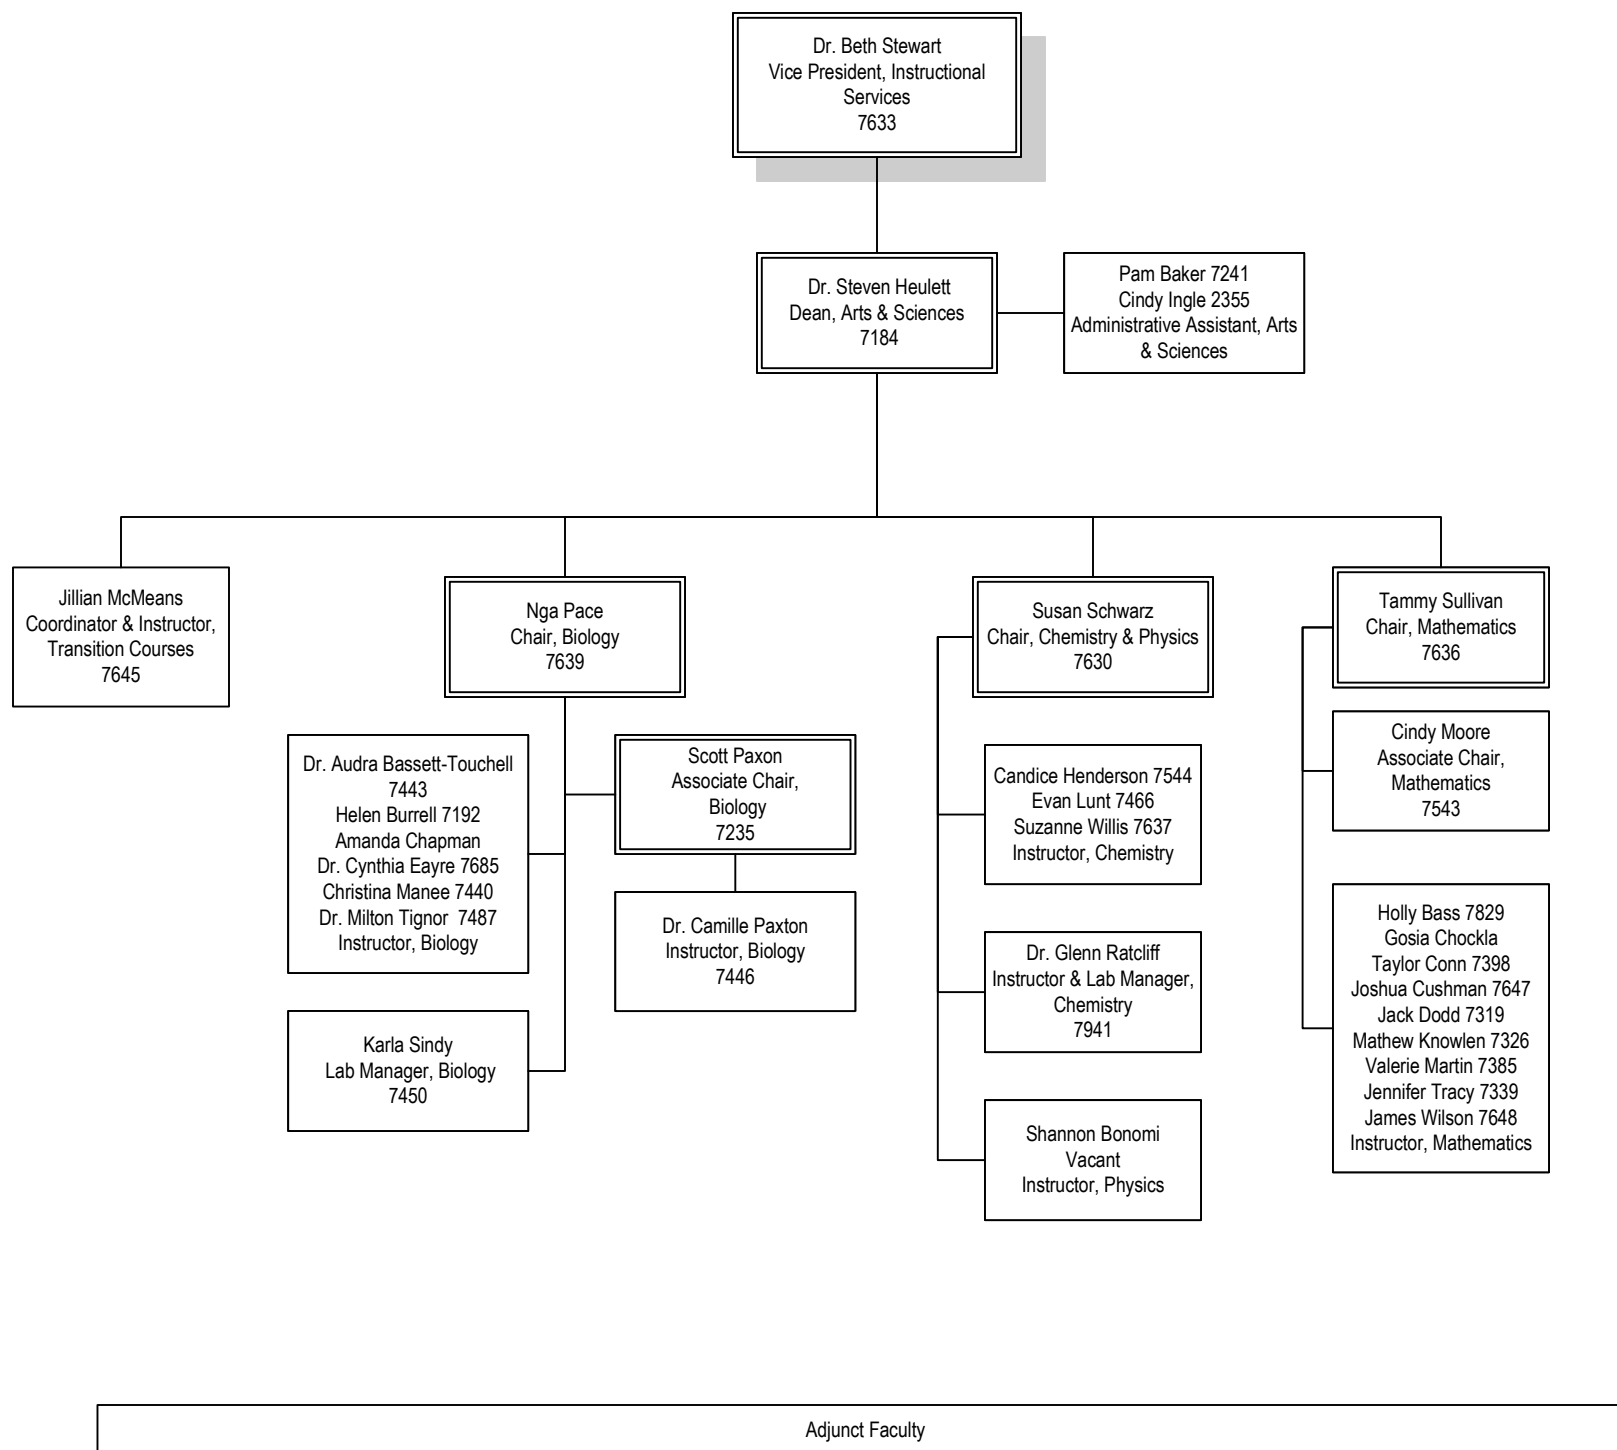 Dr. Beth Stewart
Vice President, Instructional
Services
7633
Dr. Steven Heulett
Dean, Arts & Sciences
7184
Pam Baker 7241
Cindy Ingle 2355
Administrative Assistant, Arts
& Sciences
Jillian McMeans
Coordinator & Instructor,
Transition Courses
7645
Nga Pace
Chair, Biology
7639
Dr. Audra Bassett-Touchell
7443
Helen Burrell 7192
Amanda Chapman
Dr. Cynthia Eayre 7685
Christina Manee 7440
Dr. Milton Tignor  7487
Instructor, Biology
Karla Sindy
Lab Manager, Biology
7450
Scott Paxon
Associate Chair,
Biology
7235
Dr. Camille Paxton
Instructor, Biology
7446
Susan Schwarz
Chair, Chemistry & Physics
7630
Candice Henderson 7544
Evan Lunt 7466
Suzanne Willis 7637
Instructor, Chemistry
Dr. Glenn Ratcliff
Instructor & Lab Manager,
Chemistry
7941
Shannon Bonomi
Vacant
Instructor, Physics
Tammy Sullivan
Chair, Mathematics
7636
Cindy Moore
Associate Chair,
Mathematics
7543
Holly Bass 7829
Gosia Chockla
Taylor Conn 7398
Joshua Cushman 7647
Jack Dodd 7319
Mathew Knowlen 7326
Valerie Martin 7385
Jennifer Tracy 7339
James Wilson 7648
Instructor, Mathematics
Adjunct Faculty